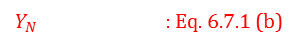 Y_N : Eq. 6.7.1 (b)